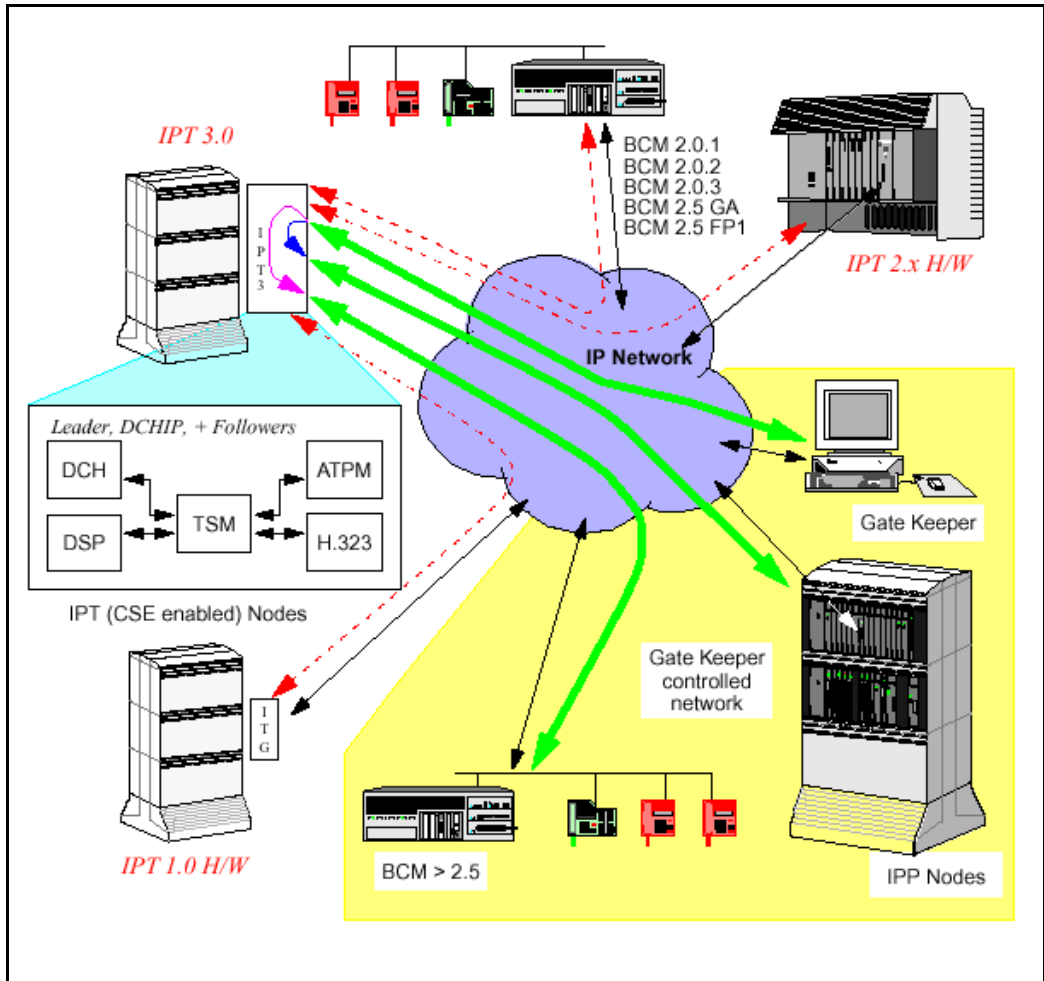 IPT 3.0
BCM 2.0.1
BCM 2.0.2
BCM 2.0.3
BCM 2.5 GA
BCM 2.5 FP1
IPT 2.x H/W
I
P
T
3
IP Network
Leader, DCHIP, + Followers
DCH
ATPM
TSM
DSP
H.323
IPT (CSE enabled) Nodes
Gate Keeper
Gate Keeper
controlled
network
I
T
G
IPT 1.0 H/W
BCM > 2.5
IPP Nodes